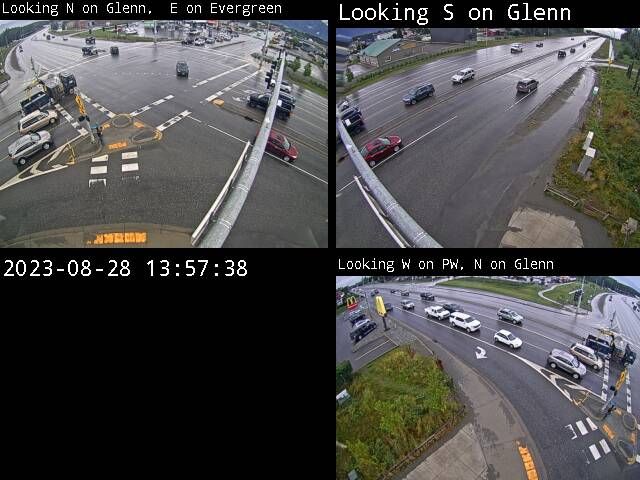 Looking N on Glenn,  E on Evergreen
Looking S on Glenn
2023-08-28 13:57:38
Looking W on PW, N on Glenn